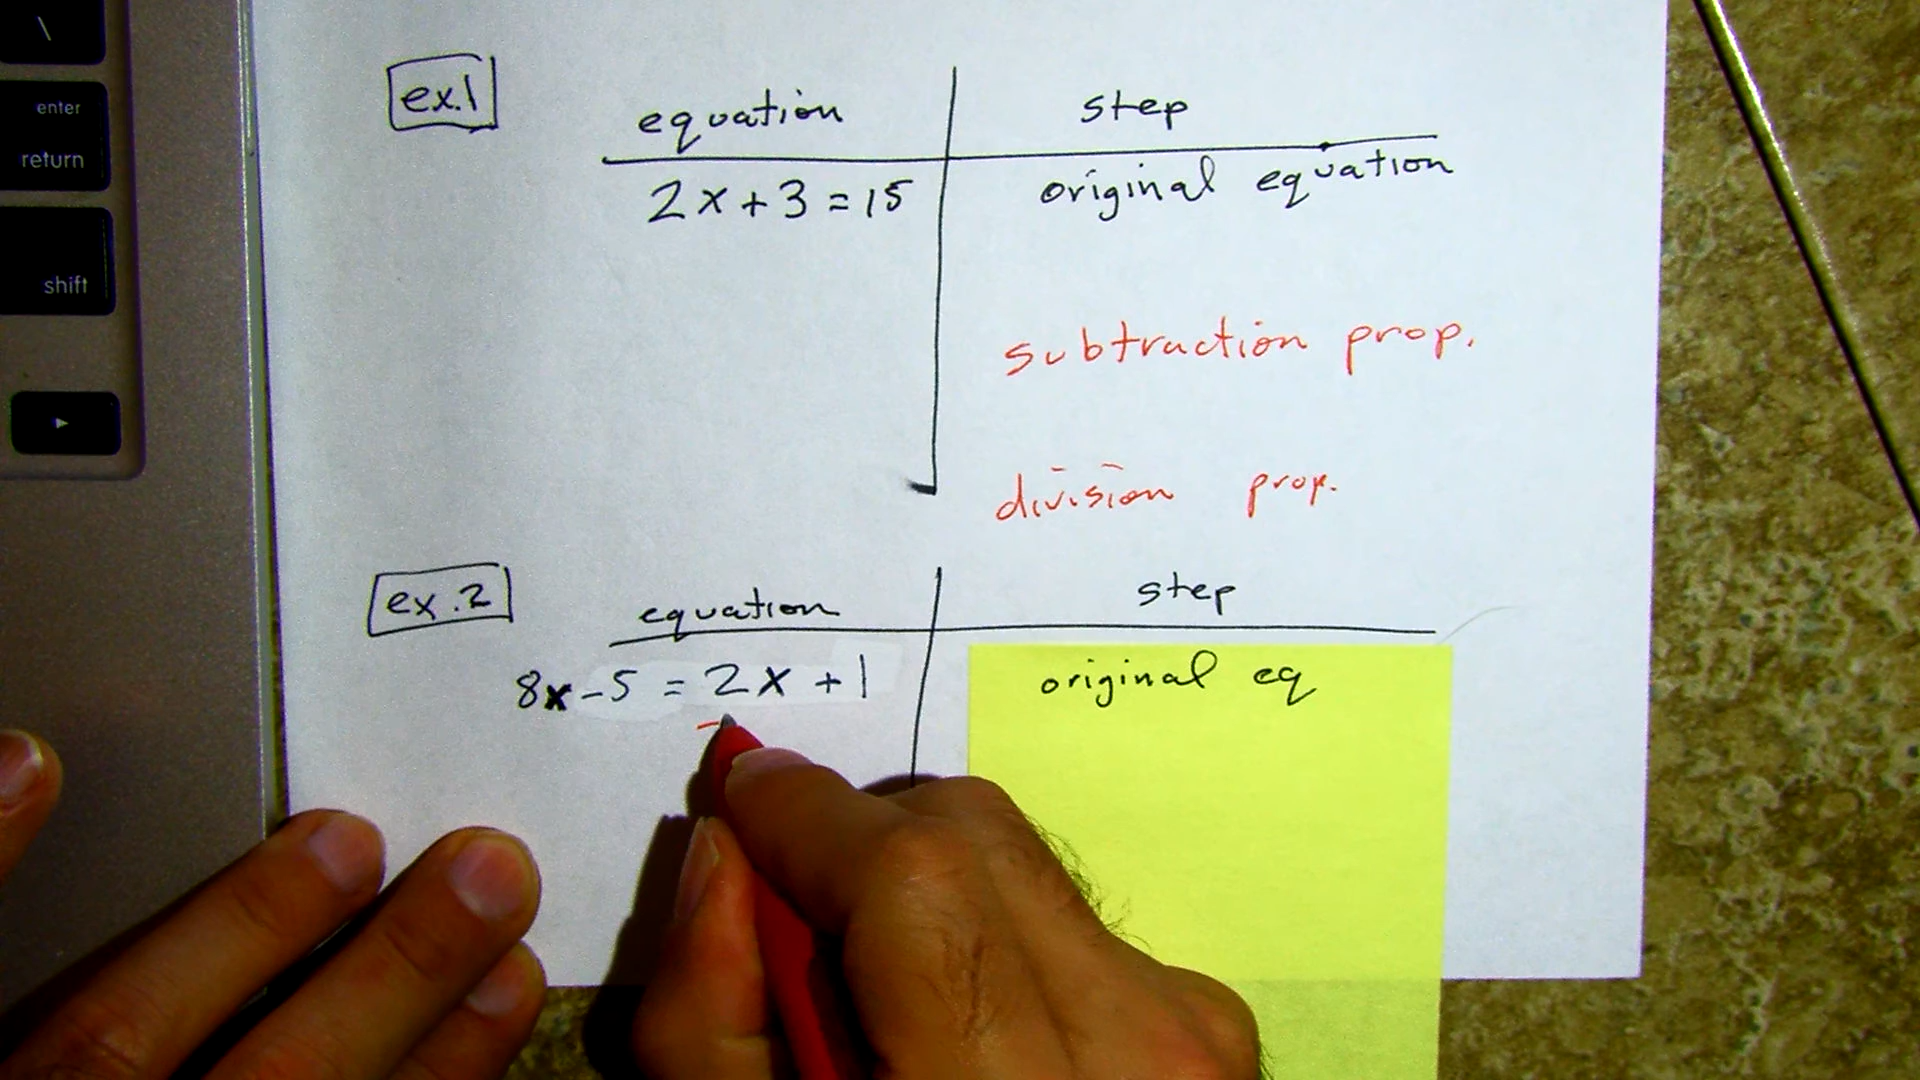 \
enter
return
shift
ex.1
equation step
2x+3=15 original equation
subtraction prop.
division prop.
ex.2
equation step
8x-5 = 2x +1 original eq